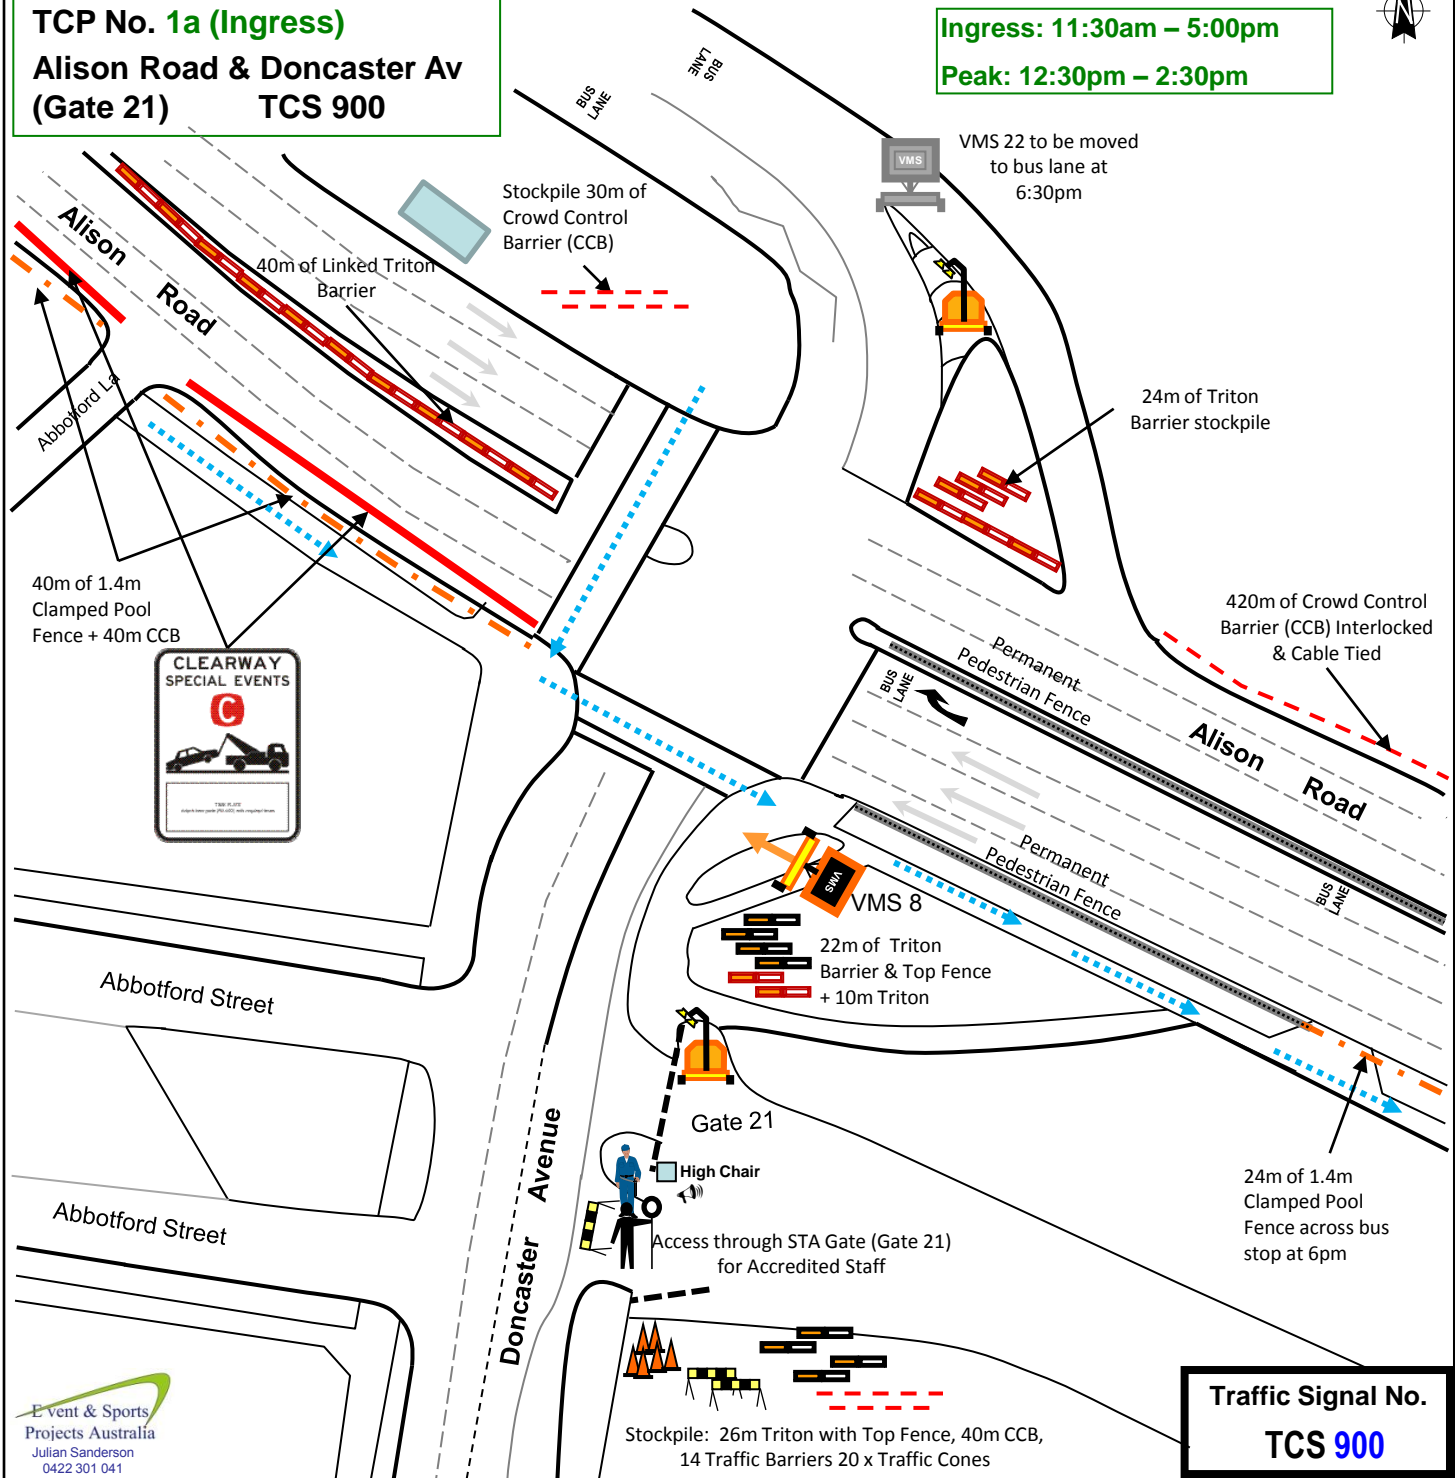 TCP No. 1a (Ingress)
Alison Road & Doncaster Av
(Gate 21) TCS 900
Ingress: 11:30am – 5:00pm
Peak: 12:30pm – 2:30pm
N
BUS
LANE
BUS
LANE
VMS
VMS 22 to be moved
to bus lane at
6:30pm
Stockpile 30m of
Crowd Control
Barrier (CCB)
40m of Linked Triton
Barrier
Alison
Road
Abbotford La
24m of Triton
Barrier stockpile
40m of 1.4m
Clamped Pool
Fence + 40m CCB
420m of Crowd Control
Barrier (CCB) Interlocked
& Cable Tied
CLEARWAY
SPECIAL EVENTS
C
TIME PLATE
Permanent
Pedestrian Fence
BUS
LANE
Alison
Road
Permanent
Pedestrian Fence
BUS
LANE
VMS
VMS 8
22m of Triton
Barrier & Top Fence
+ 10m Triton
Abbotford Street
Gate 21
High Chair
Doncaster Avenue
Abbotford Street
Access through STA Gate (Gate 21)
for Accredited Staff
24m of 1.4m
Clamped Pool
Fence across bus
stop at 6pm
Stockpile: 26m Triton with Top Fence, 40m CCB,
14 Traffic Barriers 20 x Traffic Cones
Event & Sports
Projects Australia
Julian Sanderson
0422 301 041
Traffic Signal No.
TCS 900